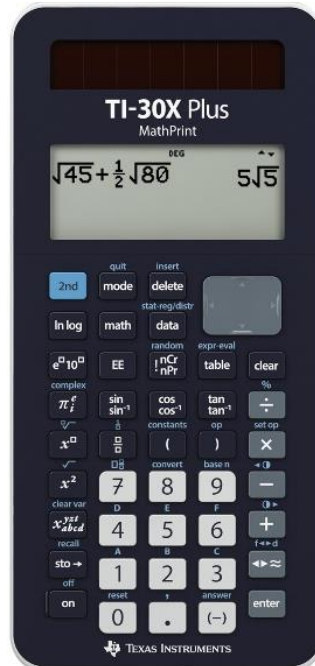 TI-30X Plus
MathPrint
DEG
√45+½√80 5√5
quit insert
2nd mode delete
stat-reg/distr
ln log math data
random expr-eval
e□ 10□ EE ! nCr nPr table clear
complex %
π e i sin sin⁻¹ cos cos⁻¹ tan tan⁻¹ ÷
constants op set op
x□ □/□ ( ) ×
√ convert base n
x² 7 8 9 −
clear var D E F
x yzt abcd 4 5 6 +
recall A B C f◄►d
sto→ 1 2 3 ◄►≈
off reset , answer
on 0 . (−) enter
TEXAS INSTRUMENTS